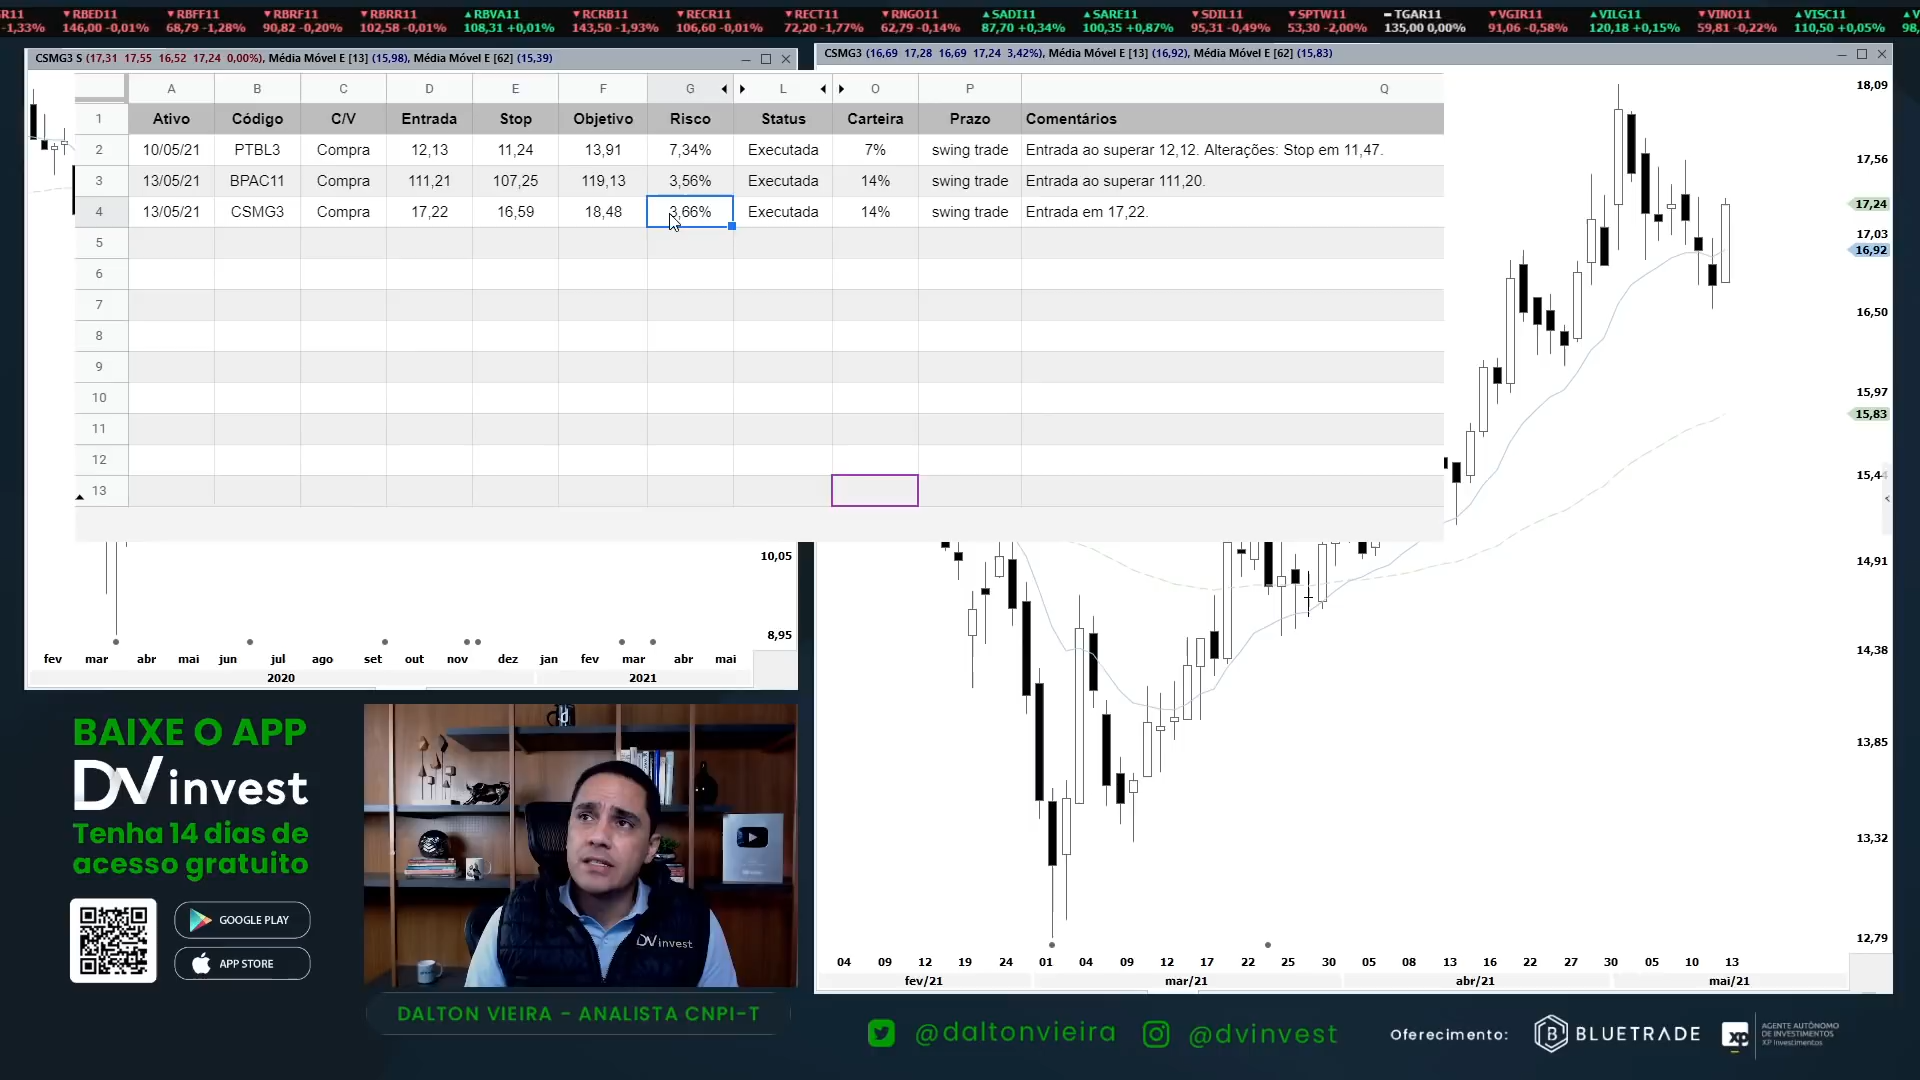 SR11 ▼RBED11 ▼RBFF11 ▼RBRF11 ▼RBRR11 ▲RBVA11 ▼RCRB11 ▼RECR11 ▼RECT11 ▼RNGO11 ▲SADI11 ▲SARE11 ▼SDIL11 ▼SPTW11 ━TGAR11 ▼VGIR11 ▲VILG11 ▼VINO11 ▲VISC11
-1,33% 146,00 -0,01% 68,79 -1,28% 90,82 -0,20% 102,58 -0,01% 108,31 +0,01% 143,50 -1,93% 106,60 -0,01% 72,20 -1,77% 62,79 -0,14% 87,70 +0,34% 100,35 +0,87% 95,31 -0,49% 53,30 -2,00% 135,00 0,00% 91,06 -0,58% 120,18 +0,15% 59,81 -0,22% 110,50 +0,05% 98,
CSMG3 S (17,31 17,55 16,52 17,24 0,00%), Média Móvel E [13] (15,98), Média Móvel E [62] (15,39)
CSMG3 (16,69 17,28 16,69 17,24 3,42%), Média Móvel E [13] (16,92), Média Móvel E [62] (15,83)
A B C D E F G L O P Q
1 Ativo Código C/V Entrada Stop Objetivo Risco Status Carteira Prazo Comentários
2 10/05/21 PTBL3 Compra 12,13 11,24 13,91 7,34% Executada 7% swing trade Entrada ao superar 12,12. Alterações: Stop em 11,47.
3 13/05/21 BPAC11 Compra 111,21 107,25 119,13 3,56% Executada 14% swing trade Entrada ao superar 111,20.
4 13/05/21 CSMG3 Compra 17,22 16,59 18,48 3,66% Executada 14% swing trade Entrada em 17,22.
5
6
7
8
9
10
11
12
13
18,09
17,56
17,24
17,03
16,92
16,50
15,97
15,83
15,44
14,91
14,38
13,85
13,32
12,79
10,05
8,95
fev mar abr mai jun jul ago set out nov dez jan fev mar abr mai
2020 2021
04 09 12 19 24 01 04 09 12 17 22 25 30 05 08 13 16 22 27 30 05 10 13
fev/21 mar/21 abr/21 mai/21
BAIXE O APP
DVinvest
Tenha 14 dias de
acesso gratuito
GOOGLE PLAY
APP STORE
DVinvest
DALTON VIEIRA - ANALISTA CNPI-T
@daltonvieira @dvinvest
Oferecimento: BLUETRADE
xp AGENTE AUTÔNOMO
DE INVESTIMENTOS
XP Investimentos